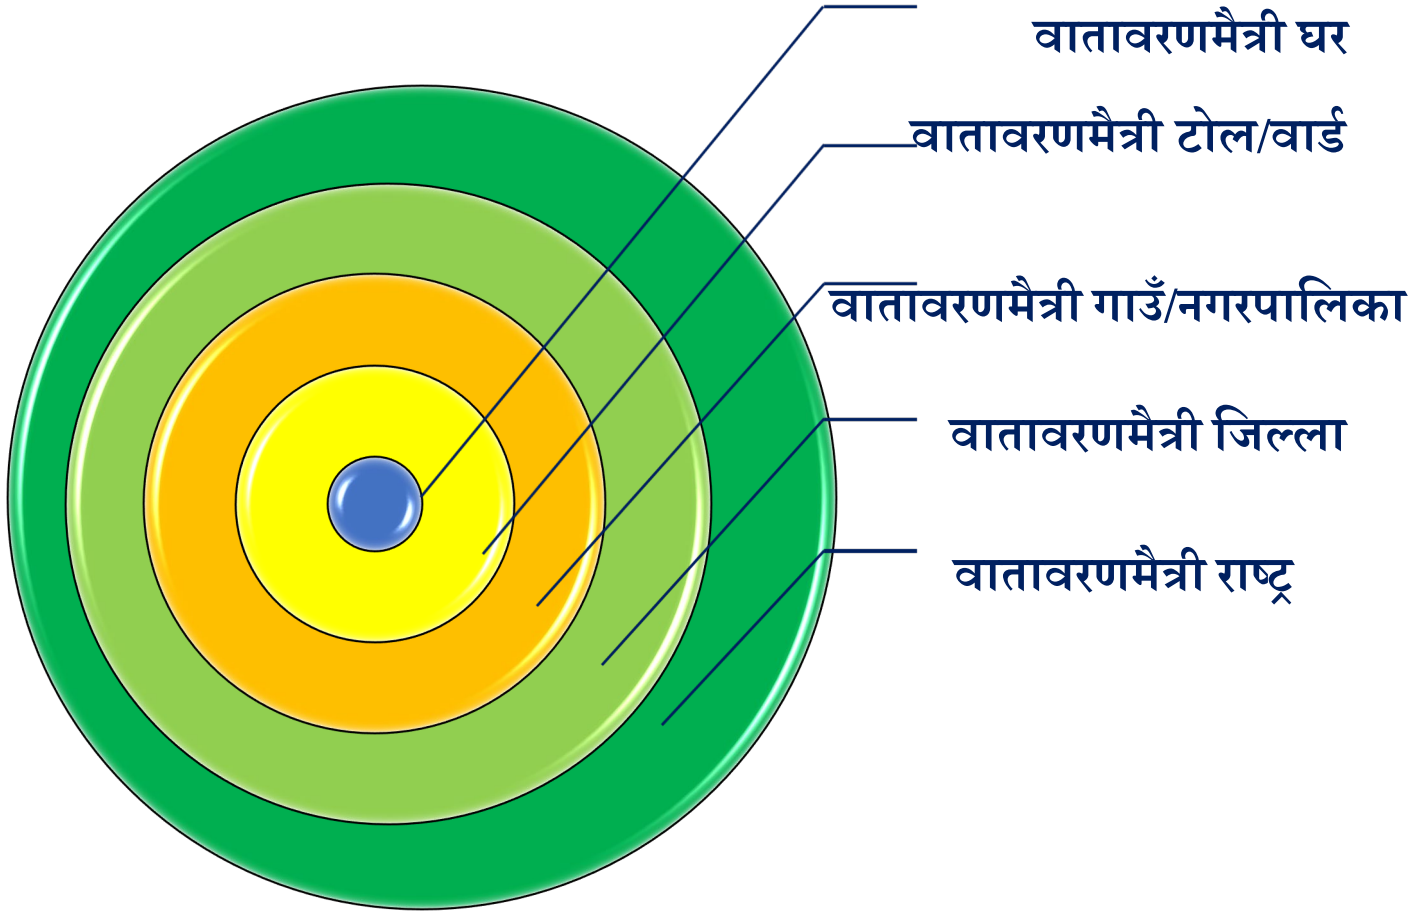 वातावरणमैत्री घर
वातावरणमैत्री टोल/वार्ड
वातावरणमैत्री गाउँ/नगरपालिका
वातावरणमैत्री जिल्ला
वातावरणमैत्री राष्ट्र